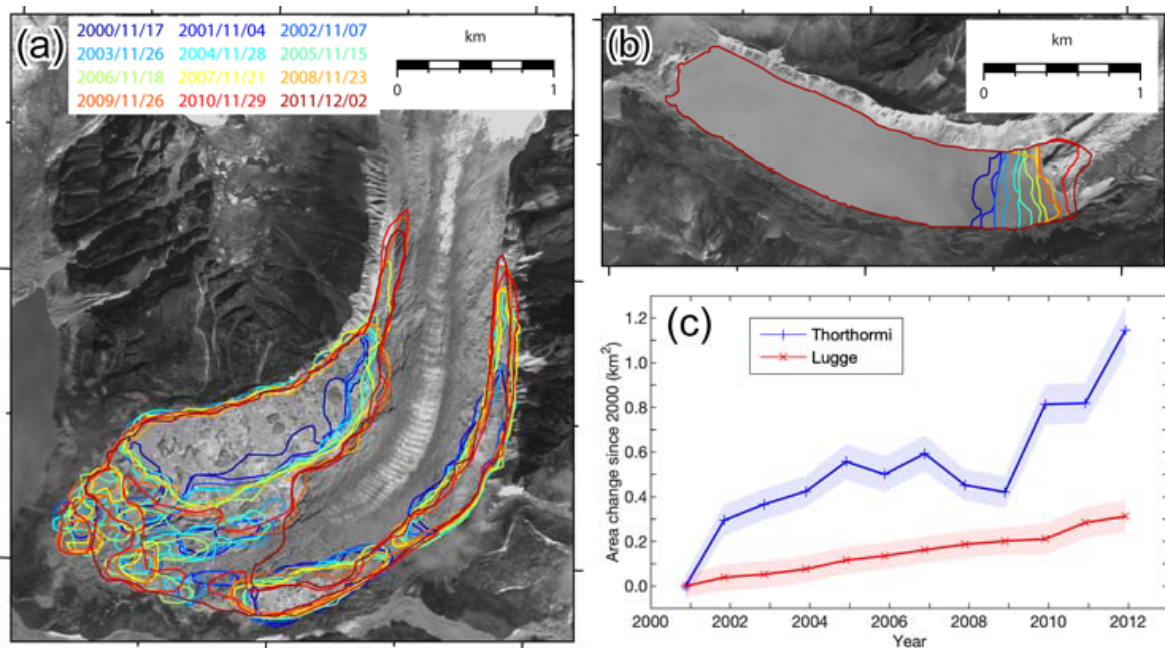 (a)
2000/11/17 2001/11/04 2002/11/07
2003/11/26 2004/11/28 2005/11/15
2006/11/18 2007/11/21 2008/11/23
2009/11/26 2010/11/29 2011/12/02
km
0 1
(b)
km
0 1
(c)
Thorthormi
Lugge
Area change since 2000 (km²)
1.2
1.0
0.8
0.6
0.4
0.2
0.0
2000 2002 2004 2006 2008 2010 2012
Year